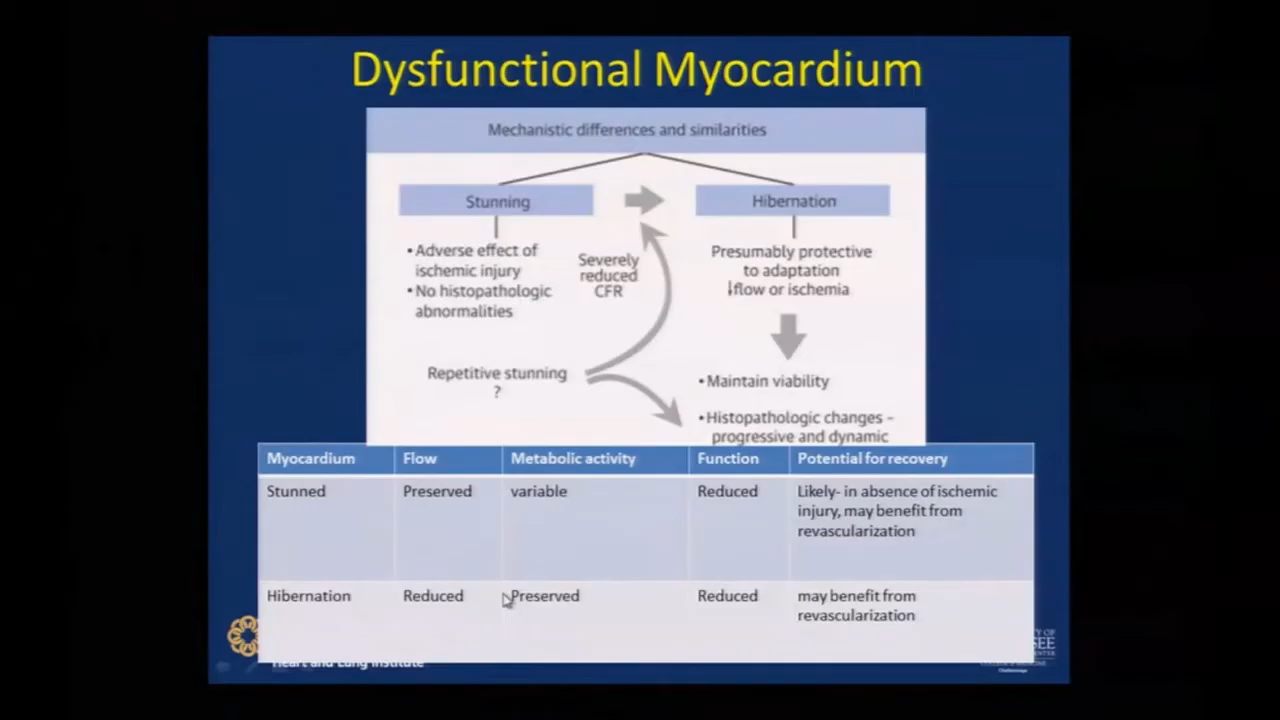 Dysfunctional Myocardium
Mechanistic differences and similarities
Stunning
Hibernation
• Adverse effect of
ischemic injury
• No histopathologic
abnormalities
Severely
reduced
CFR
Presumably protective
to adaptation
↓flow or ischemia
Repetitive stunning
?
• Maintain viability
• Histopathologic changes –
progressive and dynamic
Myocardium Flow Metabolic activity Function Potential for recovery
Stunned Preserved variable Reduced Likely- in absence of ischemic
injury, may benefit from
revascularization
Hibernation Reduced Preserved Reduced may benefit from
revascularization
Heart and Lung Institute